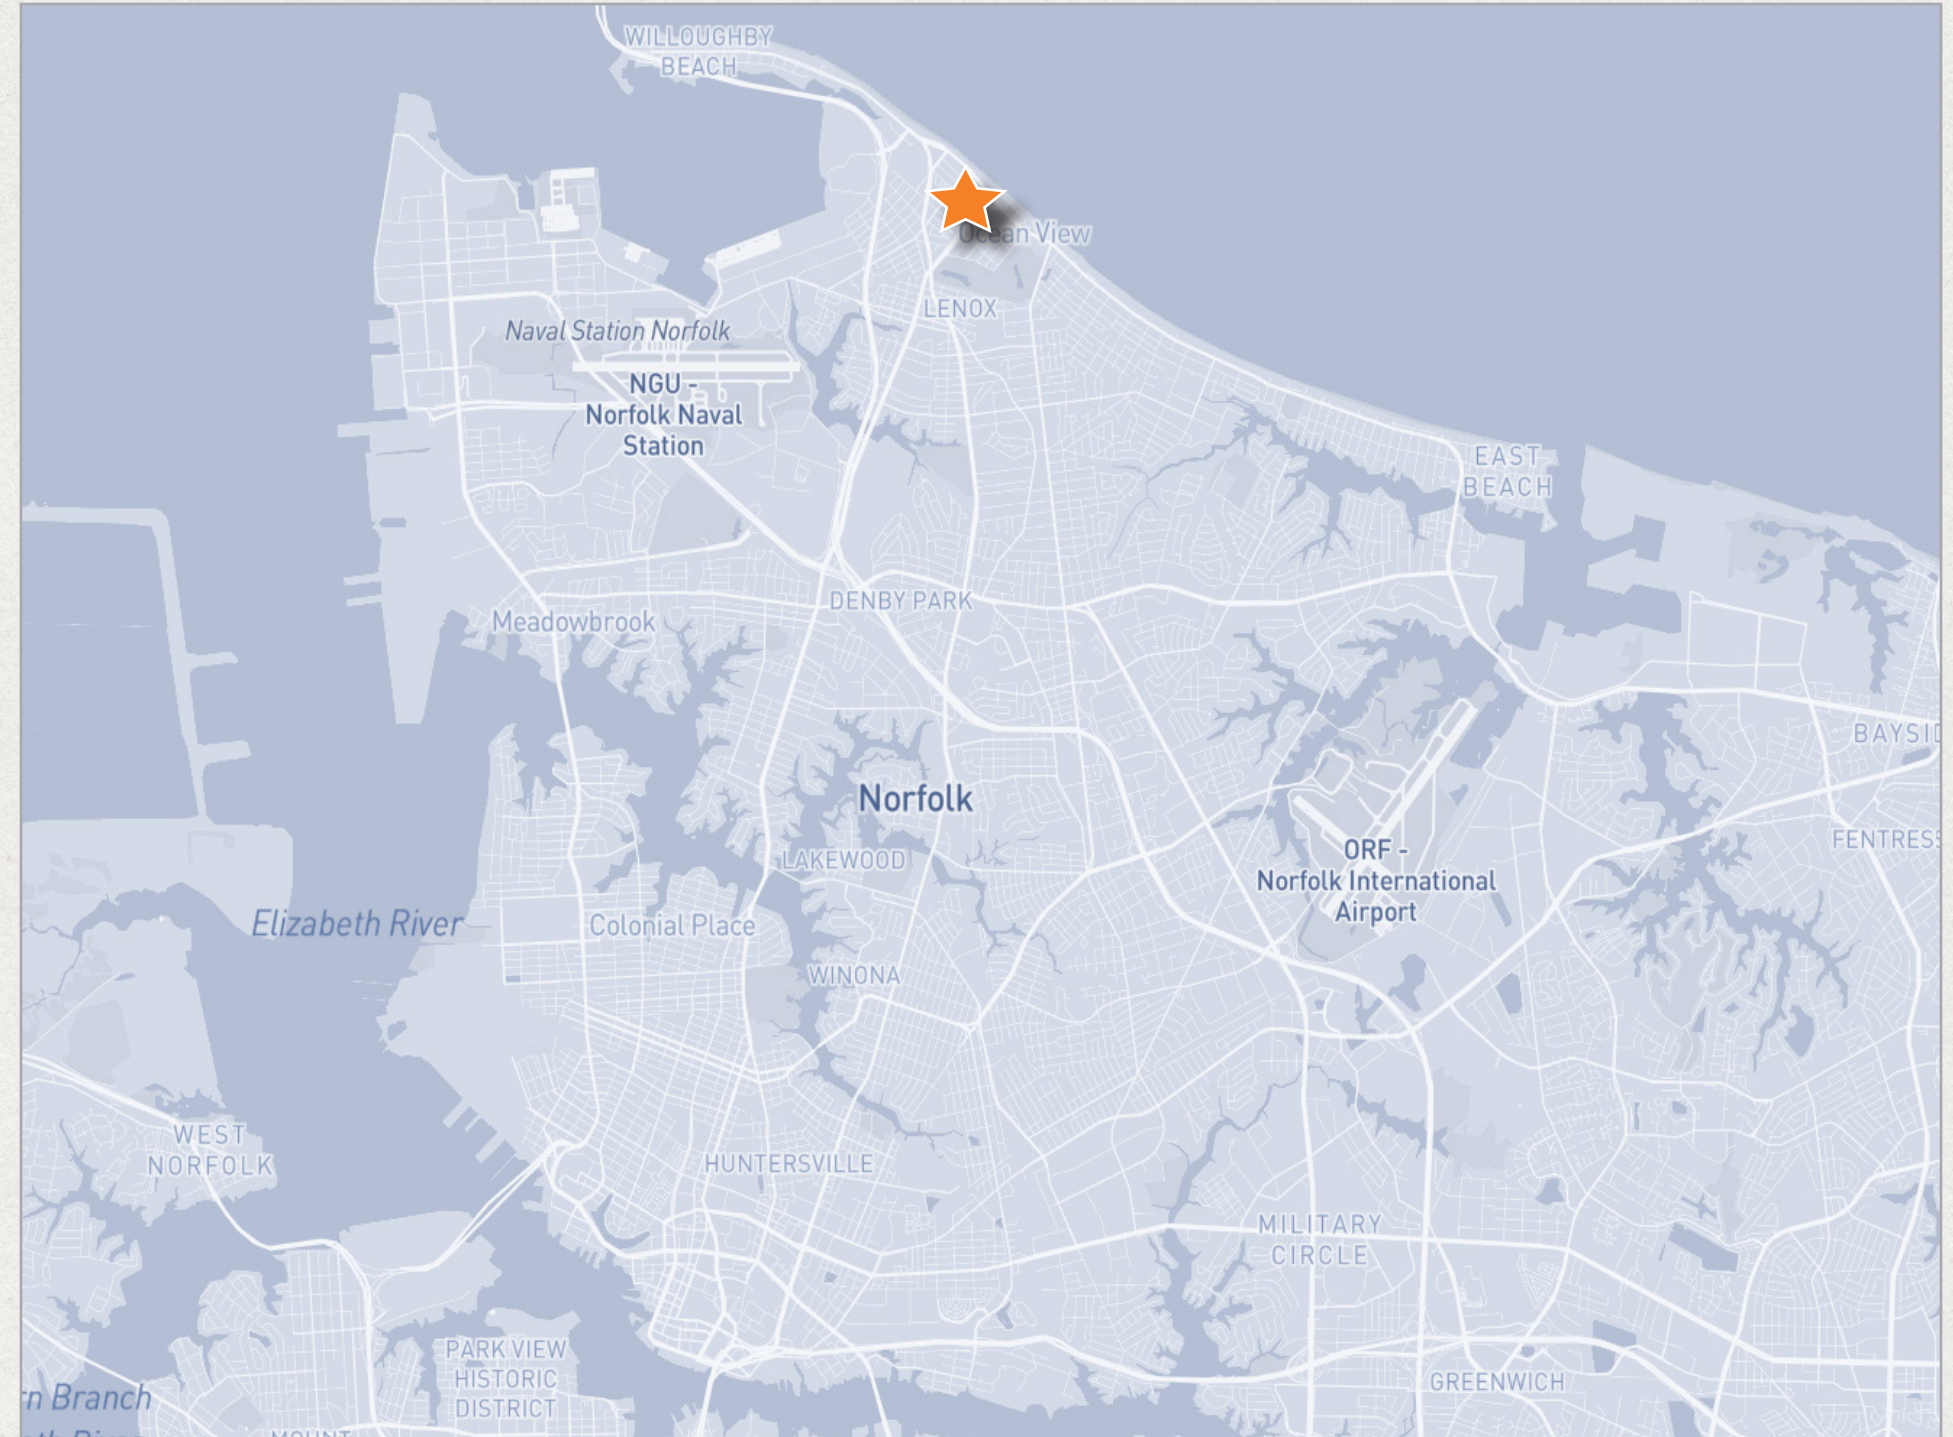 WILLOUGHBY
BEACH
Ocean View
LENOX
Naval Station Norfolk
NGU -
Norfolk Naval
Station
EAST
BEACH
DENBY PARK
Meadowbrook
BAYSID
Norfolk
FENTRESS
LAKEWOOD
ORF -
Norfolk International
Airport
Elizabeth River
Colonial Place
WINONA
WEST
NORFOLK
HUNTERSVILLE
MILITARY
CIRCLE
PARK VIEW
HISTORIC
DISTRICT
GREENWICH
rn Branch
MOUNT